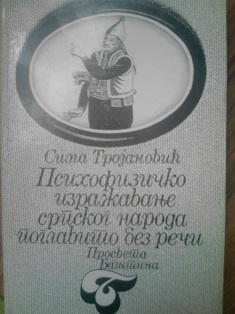 Сима Тројановић
Психофизичко
изражавање
српског народа
поглавито без речи
Просвета
Баштина